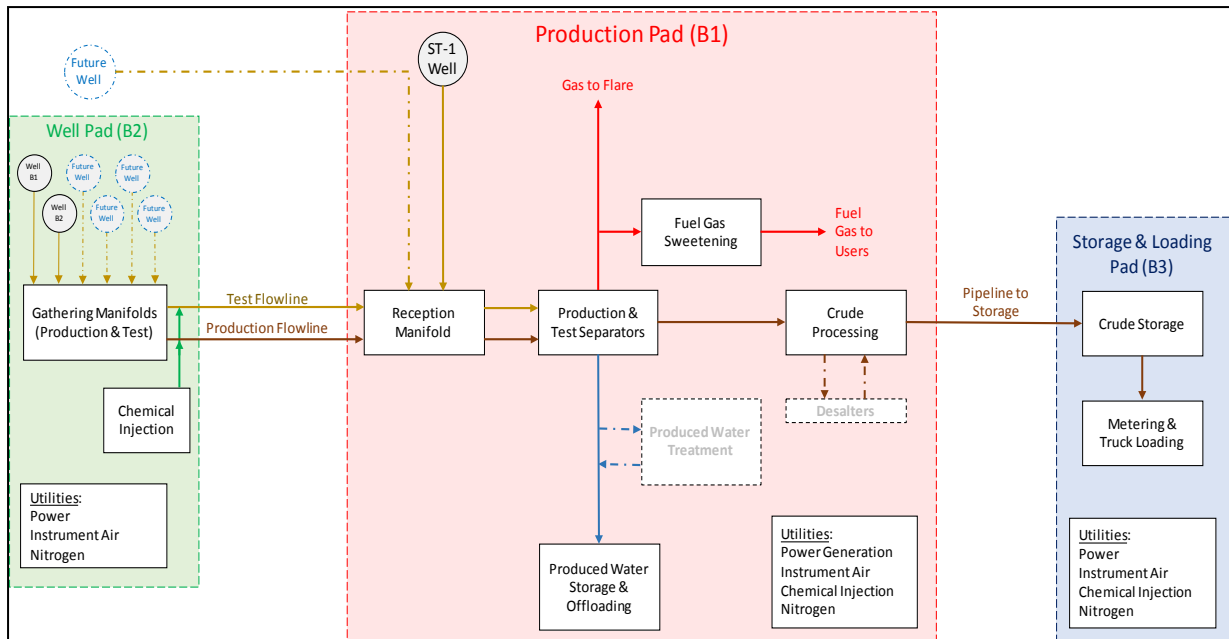 Production Pad (B1)
Future
Well
ST-1
Well
Gas to Flare
Well Pad (B2)
Well
B1
Future
Well
Future
Well
Well
B2
Future
Well
Future
Well
Fuel Gas
Sweetening
Fuel
Gas to
Users
Storage & Loading
Pad (B3)
Gathering Manifolds
(Production & Test)
Test Flowline
Production Flowline
Reception
Manifold
Production &
Test Separators
Crude
Processing
Pipeline to
Storage
Crude Storage
Chemical
Injection
Desalters
Produced Water
Treatment
Metering &
Truck Loading
Utilities:
Power
Instrument Air
Nitrogen
Produced Water
Storage &
Offloading
Utilities:
Power Generation
Instrument Air
Chemical Injection
Nitrogen
Utilities:
Power
Instrument Air
Chemical Injection
Nitrogen